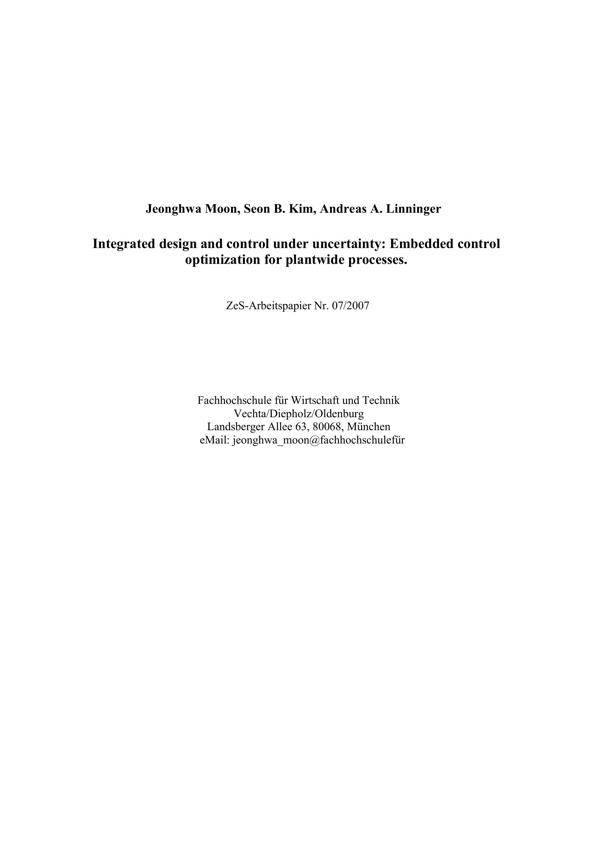 Jeonghwa Moon, Seon B. Kim, Andreas A. Linninger
Integrated design and control under uncertainty: Embedded control
optimization for plantwide processes.
ZeS-Arbeitspapier Nr. 07/2007
Fachhochschule für Wirtschaft und Technik
Vechta/Diepholz/Oldenburg
Landsberger Allee 63, 80068, München
eMail: jeonghwa_moon@fachhochschulefür